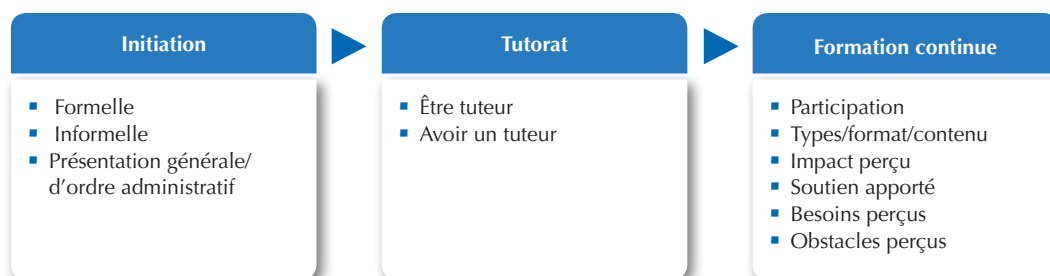 Initiation
Formelle
Informelle
Présentation générale/
d'ordre administratif
Tutorat
Être tuteur
Avoir un tuteur
Formation continue
Participation
Types/format/contenu
Impact perçu
Soutien apporté
Besoins perçus
Obstacles perçus